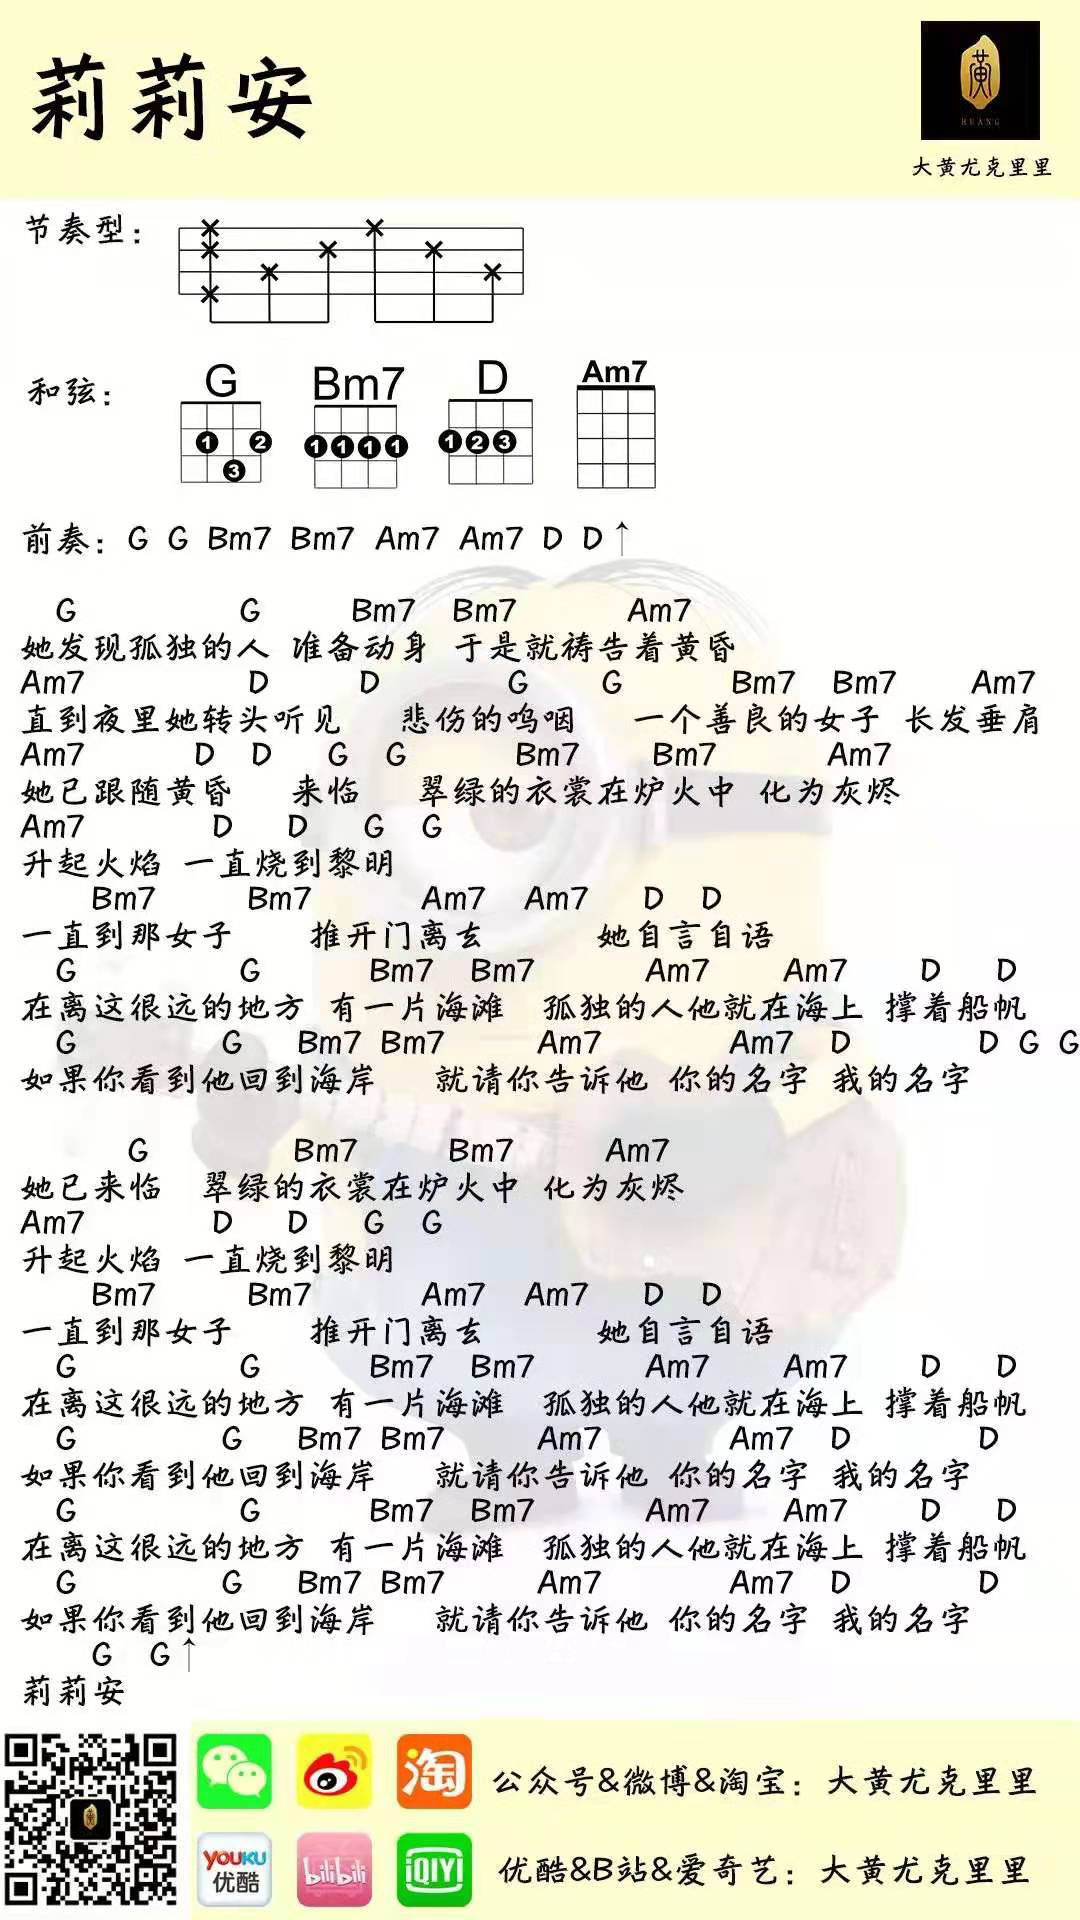 莉莉安
HUANG
大黄尤克里里
节奏型：
和弦：
G Bm7 D Am7
1 2 3 1 1 1 1 1 2 3
前奏：G G Bm7 Bm7 Am7 Am7 D D↑
G G Bm7 Bm7 Am7
她发现孤独的人 准备动身 于是就祷告着黄昏
Am7 D D G G Bm7 Bm7 Am7
直到夜里她转头听见 悲伤的呜咽 一个善良的女子 长发垂肩
Am7 D D G G Bm7 Bm7 Am7
她已跟随黄昏 来临 翠绿的衣裳在炉火中 化为灰烬
Am7 D D G G
升起火焰 一直烧到黎明
Bm7 Bm7 Am7 Am7 D D
一直到那女子 推开门离去 她自言自语
G G Bm7 Bm7 Am7 Am7 D D
在离这很远的地方 有一片海滩 孤独的人他就在海上 撑着船帆
G G Bm7 Bm7 Am7 Am7 D D G G
如果你看到他回到海岸 就请你告诉他 你的名字 我的名字
G Bm7 Bm7 Am7
她已来临 翠绿的衣裳在炉火中 化为灰烬
Am7 D D G G
升起火焰 一直烧到黎明
Bm7 Bm7 Am7 Am7 D D
一直到那女子 推开门离去 她自言自语
G G Bm7 Bm7 Am7 Am7 D D
在离这很远的地方 有一片海滩 孤独的人他就在海上 撑着船帆
G G Bm7 Bm7 Am7 Am7 D D
如果你看到他回到海岸 就请你告诉他 你的名字 我的名字
G G Bm7 Bm7 Am7 Am7 D D
在离这很远的地方 有一片海滩 孤独的人他就在海上 撑着船帆
G G Bm7 Bm7 Am7 Am7 D D
如果你看到他回到海岸 就请你告诉他 你的名字 我的名字
G G↑
莉莉安
淘 公众号&微博&淘宝：大黄尤克里里
YOUKU 优酷 bilibili iQIYI 优酷&B站&爱奇艺：大黄尤克里里